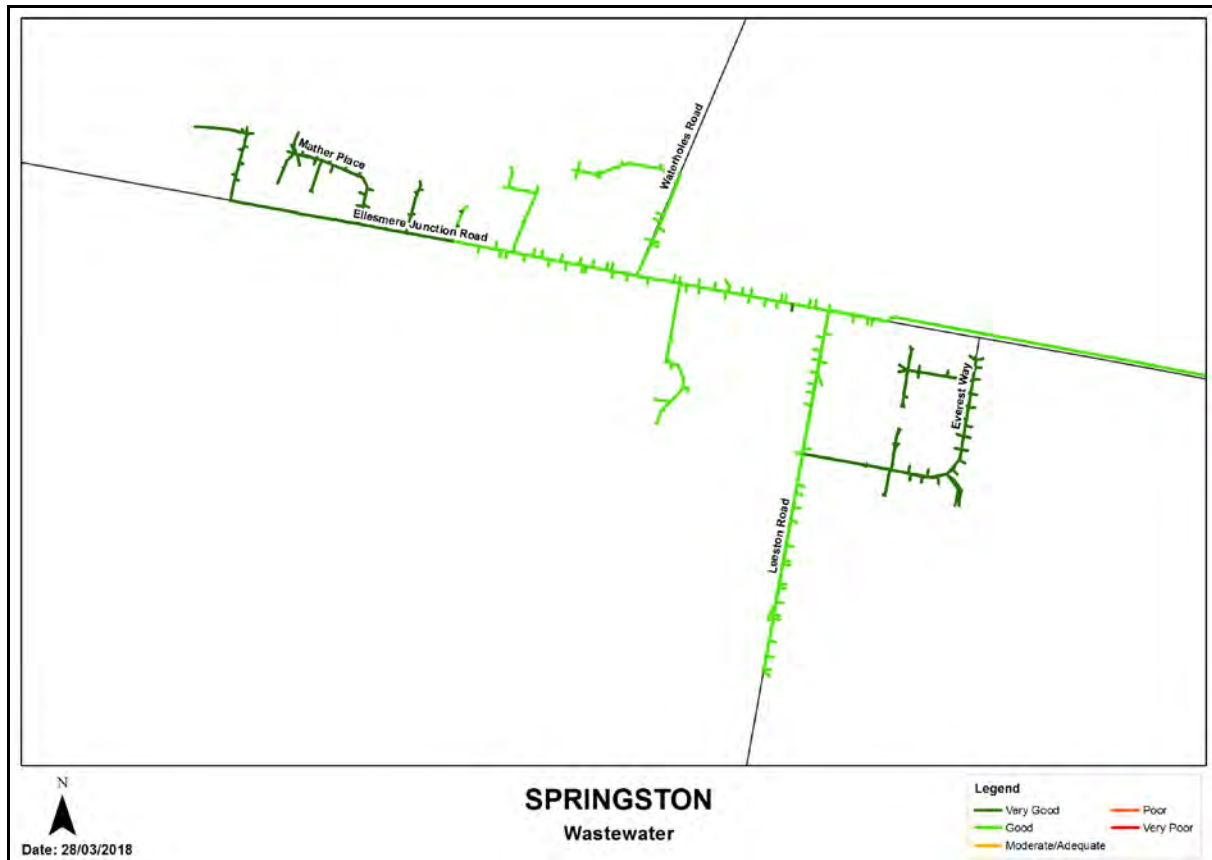 Mather Place
Waterholes Road
Ellesmere Junction Road
Everest Way
Leeston Road
N
Date: 28/03/2018
SPRINGSTON
Wastewater
Legend
Very Good
Good
Moderate/Adequate
Poor
Very Poor